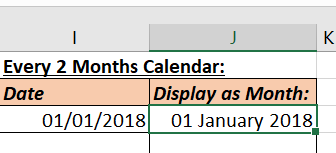 I J K
Every 2 Months Calendar:
Date Display as Month:
01/01/2018 01 January 2018